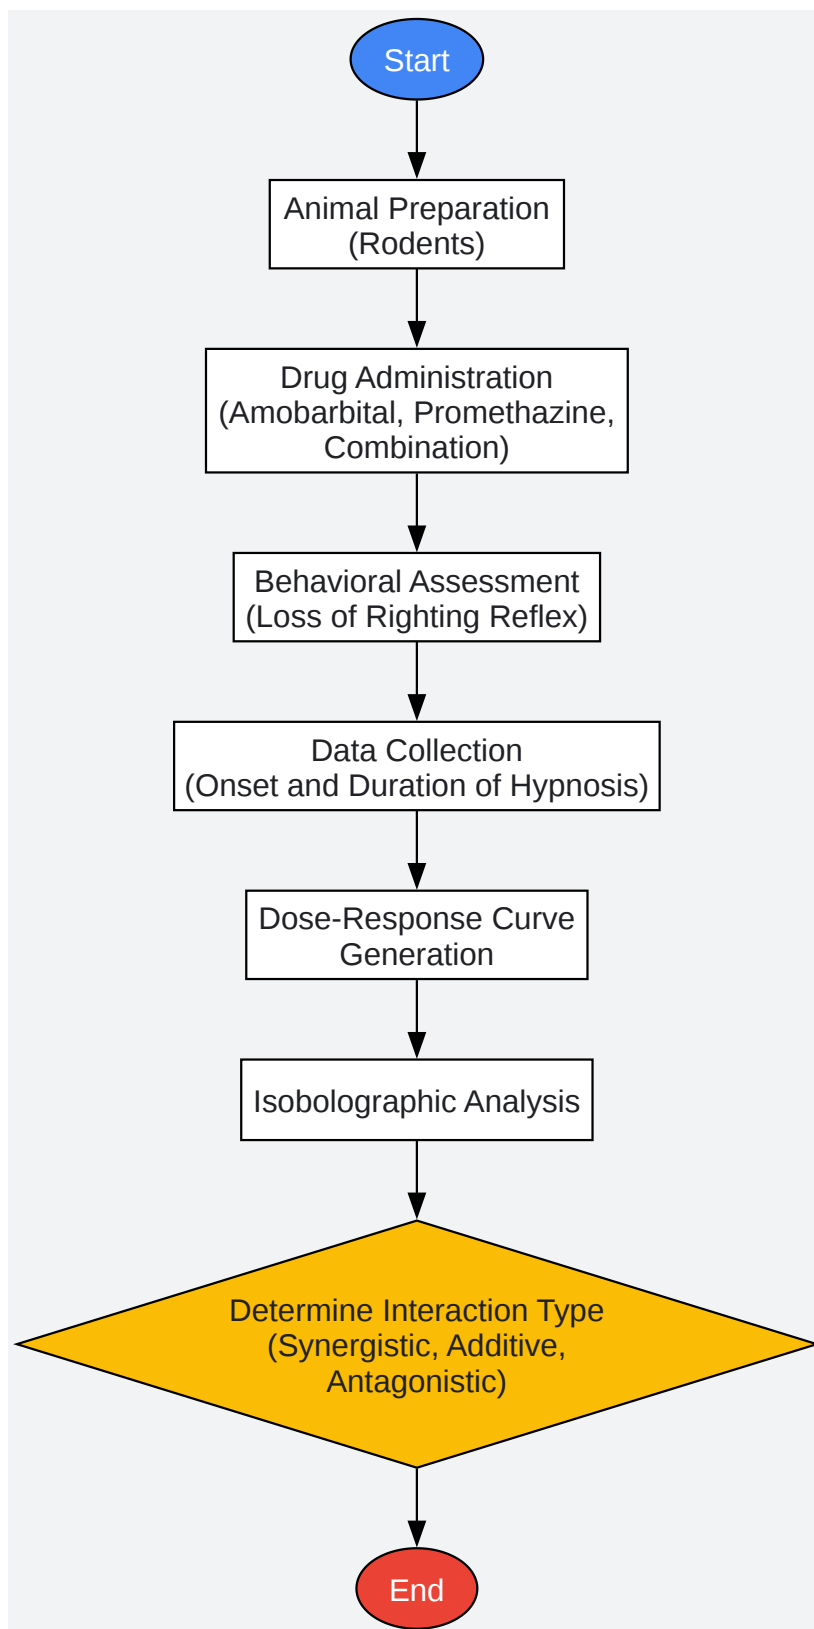 Start
Animal Preparation
(Rodents)
Drug Administration
(Amobarbital, Promethazine,
Combination)
Behavioral Assessment
(Loss of Righting Reflex)
Data Collection
(Onset and Duration of Hypnosis)
Dose-Response Curve
Generation
Isobolographic Analysis
Determine Interaction Type
(Synergistic, Additive,
Antagonistic)
End